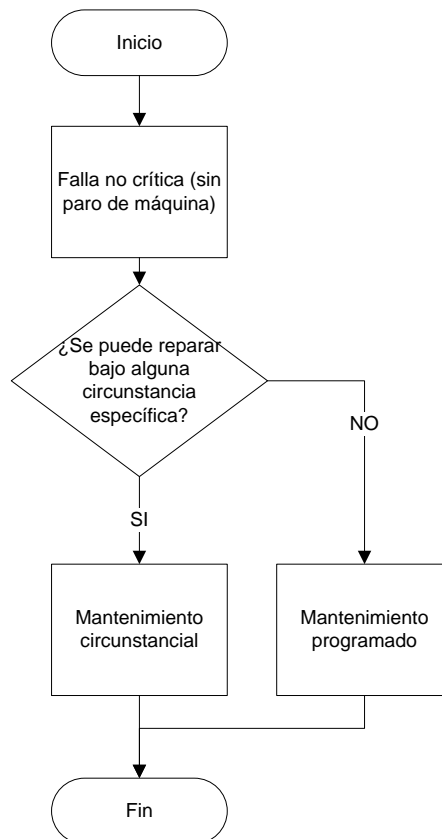 Inicio
Falla no crítica (sin
paro de máquina)
¿Se puede reparar
bajo alguna
circunstancia
específica?
NO
SI
Mantenimiento
circunstancial
Mantenimiento
programado
Fin